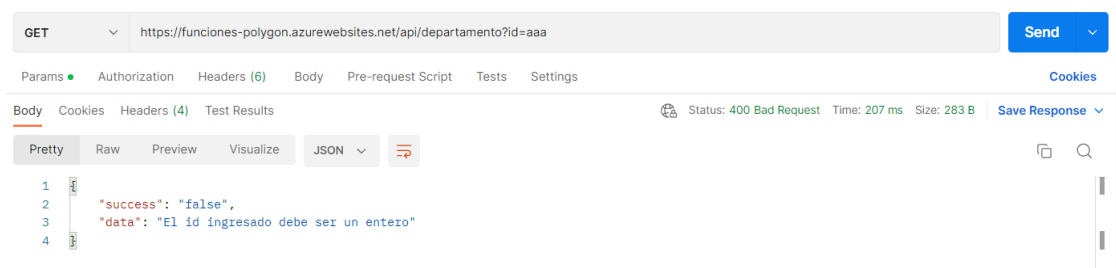 GET https://funciones-polygon.azurewebsites.net/api/departamento?id=aaa Send
Params Authorization Headers (6) Body Pre-request Script Tests Settings Cookies
Body Cookies Headers (4) Test Results Status: 400 Bad Request Time: 207 ms Size: 283 B Save Response
Pretty Raw Preview Visualize JSON
1 {
2 "success": "false",
3 "data": "El id ingresado debe ser un entero"
4 }